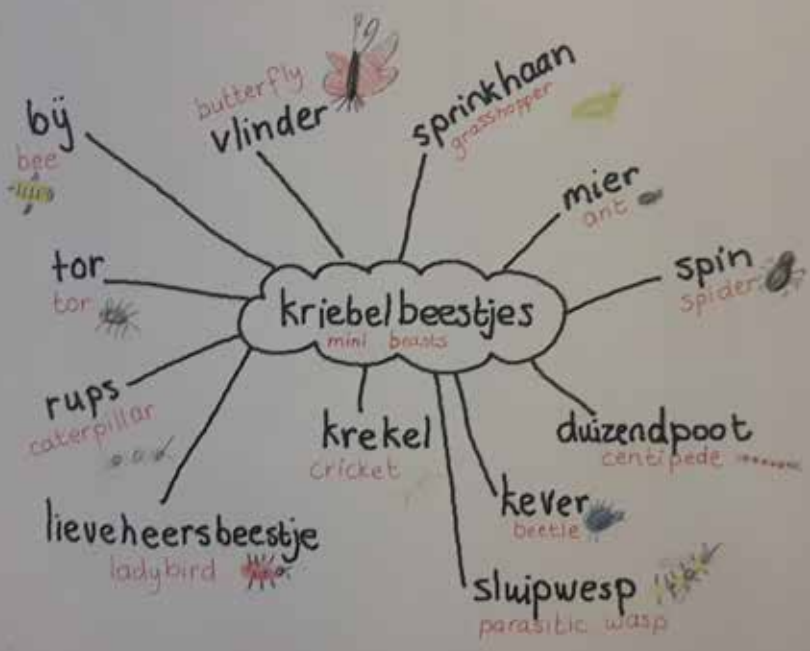 butterfly
vlinder
sprinkhaan
grasshopper
bij
bee
mier
ant
tor
tor
spin
spider
kriebelbeestjes
mini beasts
rups
caterpillar
krekel
cricket
duizendpoot
centipede
kever
beetle
lieveheersbeestje
ladybird
sluipwesp
parasitic wasp